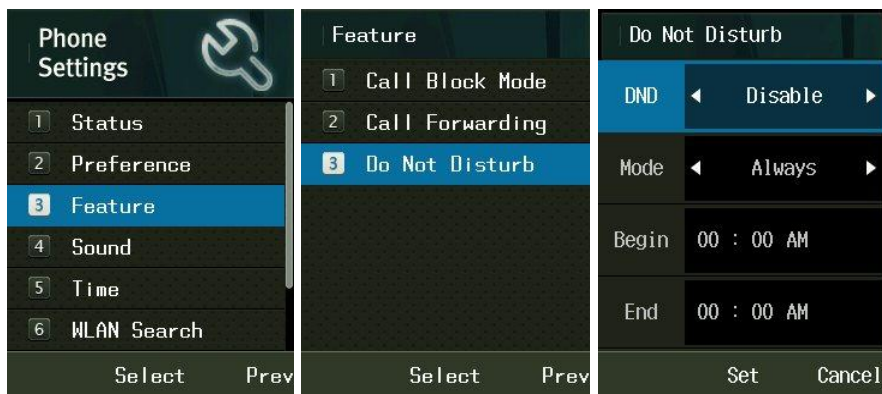 Phone
Settings
1 Status
2 Preference
3 Feature
4 Sound
5 Time
6 WLAN Search
Select Prev
Feature
1 Call Block Mode
2 Call Forwarding
3 Do Not Disturb
Select Prev
Do Not Disturb
DND Disable
Mode Always
Begin 00 : 00 AM
End 00 : 00 AM
Set Cancel